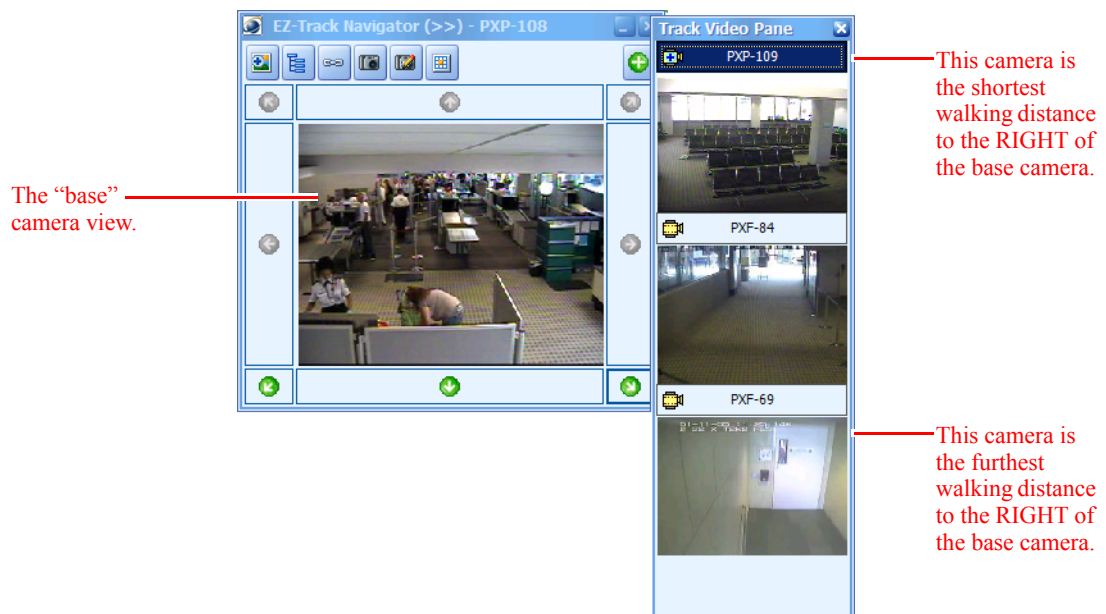 EZ-Track Navigator (>>) - PXP-108
Track Video Pane
PXP-109
This camera is
the shortest
walking distance
to the RIGHT of
the base camera.
The “base”
camera view.
PXF-84
PXF-69
This camera is
the furthest
walking distance
to the RIGHT of
the base camera.